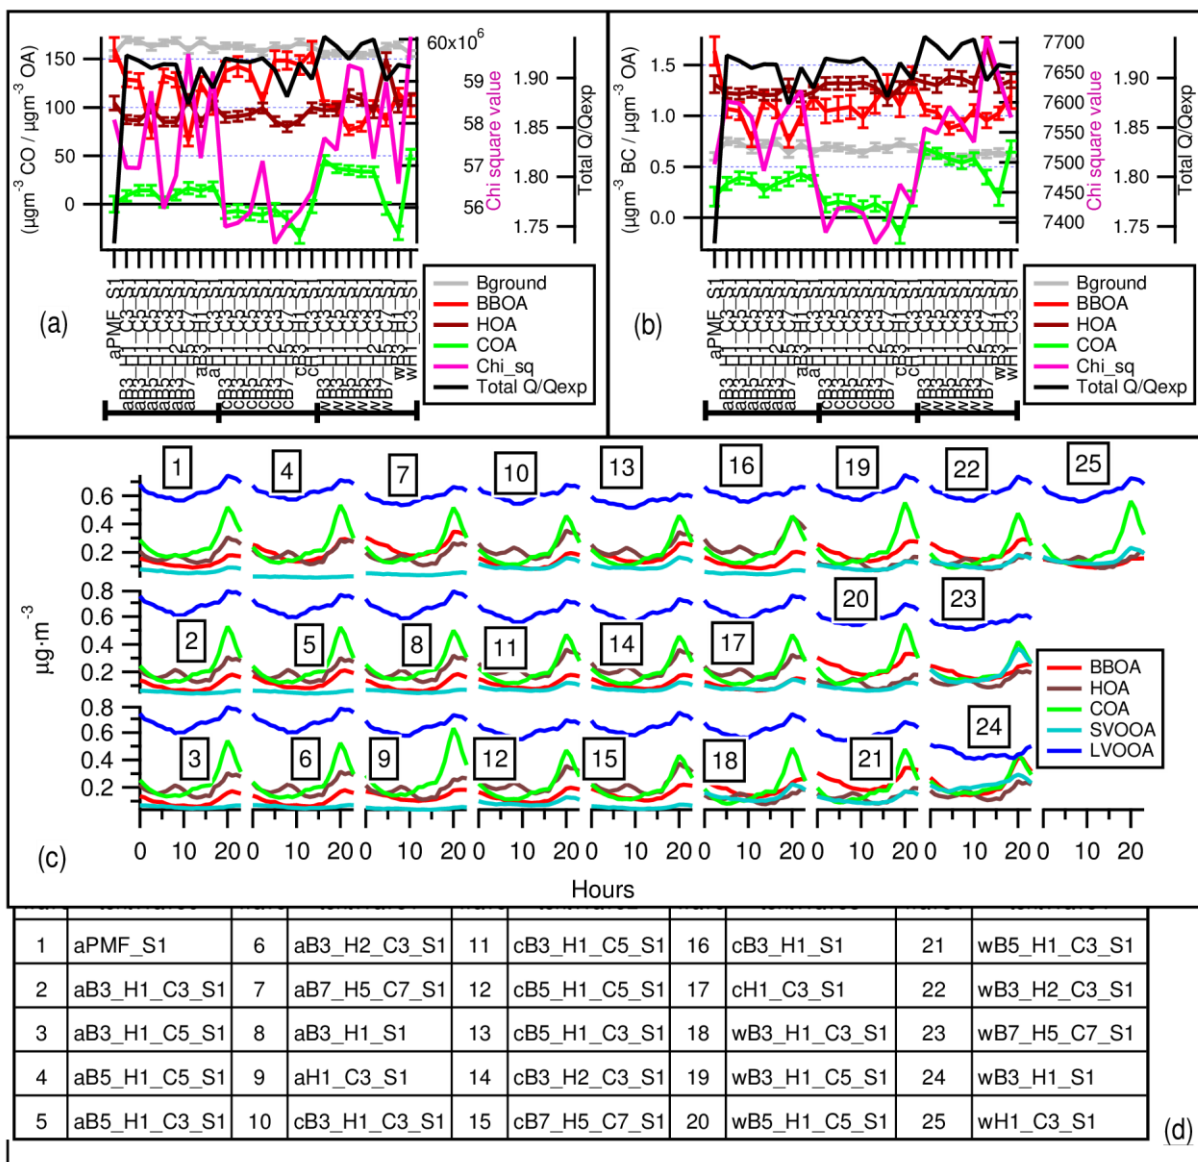 (µgm⁻³ CO / µgm⁻³ OA)
150
100
50
0
60x10⁶
59
58
57
56
Chi square value
1.90
1.85
1.80
1.75
Total Q/Qexp
(a)
aPMF_S1
Bground
BBOA
HOA
COA
Chi_sq
Total Q/Qexp
(µgm⁻³ BC / µgm⁻³ OA)
1.5
1.0
0.5
0.0
7700
7650
7600
7550
7500
7450
7400
Chi square value
1.90
1.85
1.80
1.75
Total Q/Qexp
(b)
aPMF_S1
Bground
BBOA
HOA
COA
Chi_sq
Total Q/Qexp
1 4 7 10 13 16 19 22 25
0.6
0.4
0.2
0.8
0.6
0.4
0.2
2 5 8 11 14 17 20 23
0.8
0.6
0.4
0.2
3 6 9 12 15 18 21 24
µg·m⁻³
BBOA
HOA
COA
SVOOA
LVOOA
(c)
0 10 20 0 10 20 0 10 20 0 10 20 0 10 20 0 10 20 0 10 20 0 10 20 0 10 20
Hours
1 aPMF_S1 6 aB3_H2_C3_S1 11 cB3_H1_C5_S1 16 cB3_H1_S1 21 wB5_H1_C3_S1
2 aB3_H1_C3_S1 7 aB7_H5_C7_S1 12 cB5_H1_C5_S1 17 cH1_C3_S1 22 wB3_H2_C3_S1
3 aB3_H1_C5_S1 8 aB3_H1_S1 13 cB5_H1_C3_S1 18 wB3_H1_C3_S1 23 wB7_H5_C7_S1
4 aB5_H1_C5_S1 9 aH1_C3_S1 14 cB3_H2_C3_S1 19 wB3_H1_C5_S1 24 wB3_H1_S1
5 aB5_H1_C3_S1 10 cB3_H1_C3_S1 15 cB7_H5_C7_S1 20 wB5_H1_C5_S1 25 wH1_C3_S1
(d)